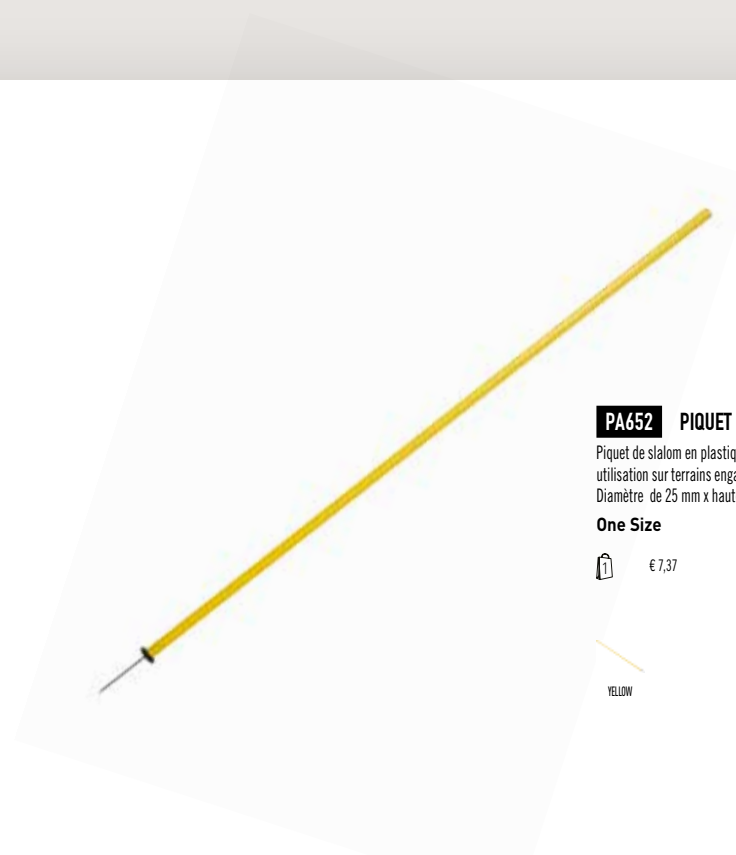 PA652 PIQUET
Piquet de slalom en plastiq
utilisation sur terrains enga
Diamètre de 25 mm x haut
One Size
1 € 7,37
YELLOW